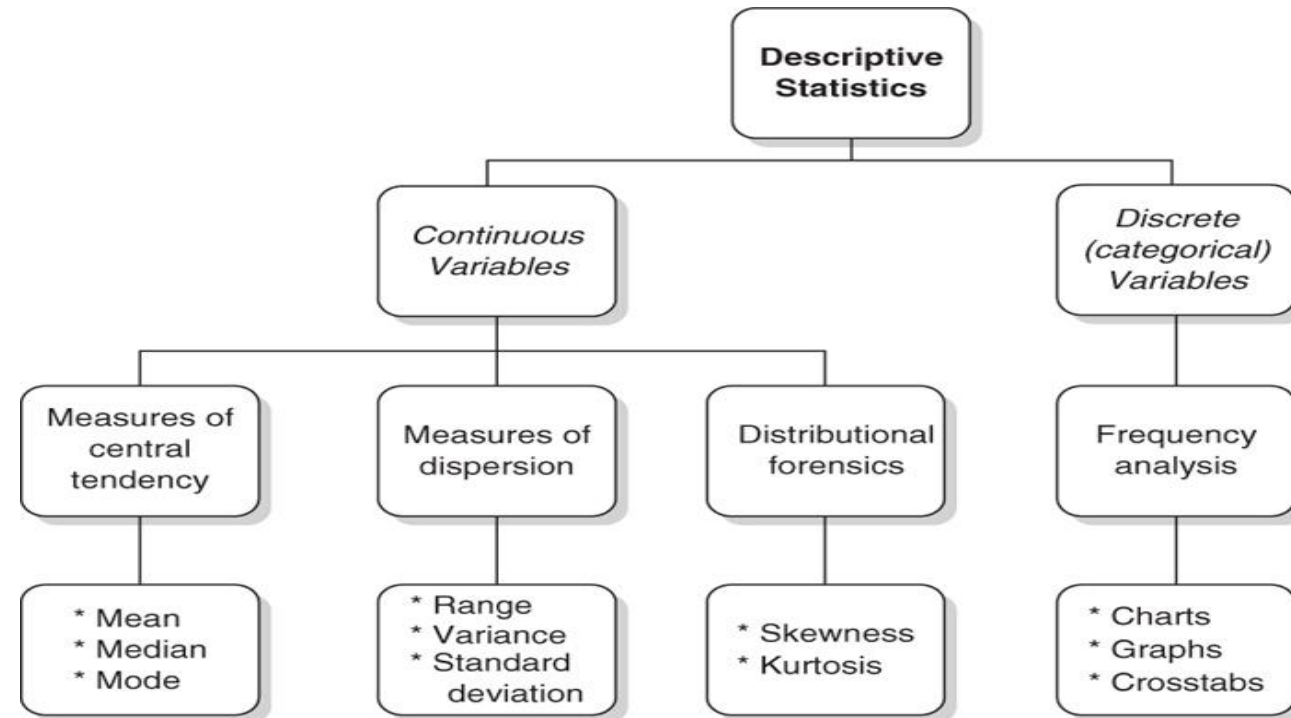 Descriptive
Statistics
Continuous
Variables
Discrete
(categorical)
Variables
Measures of
central
tendency
Measures of
dispersion
Distributional
forensics
Frequency
analysis
* Mean
* Median
* Mode
* Range
* Variance
* Standard
deviation
* Skewness
* Kurtosis
* Charts
* Graphs
* Crosstabs